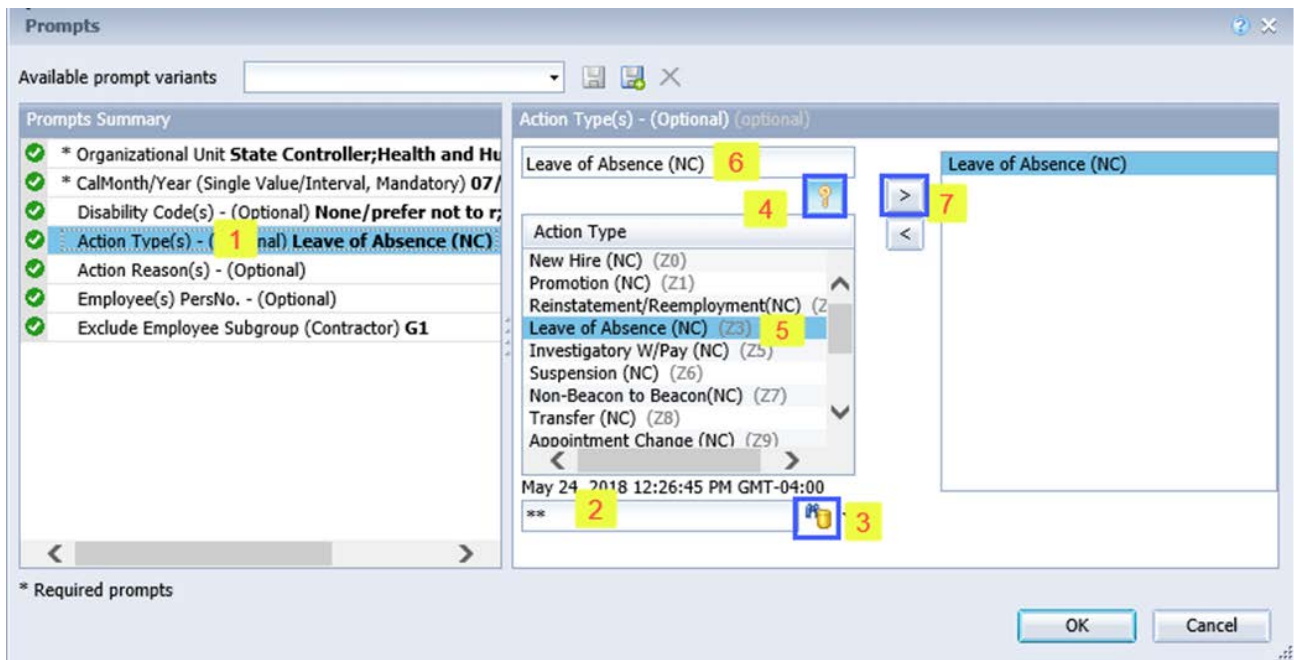 Prompts
Available prompt variants
Prompts Summary
* Organizational Unit State Controller;Health and Hu
* CalMonth/Year (Single Value/Interval, Mandatory) 07/
Disability Code(s) - (Optional) None/prefer not to r;
Action Type(s) - ( 1 nal) Leave of Absence (NC)
Action Reason(s) - (Optional)
Employee(s) PersNo. - (Optional)
Exclude Employee Subgroup (Contractor) G1
Action Type(s) - (Optional) (optional)
Leave of Absence (NC) 6
4
Action Type
New Hire (NC) (Z0)
Promotion (NC) (Z1)
Reinstatement/Reemployment(NC) (Z
Leave of Absence (NC) (Z3) 5
Investigatory W/Pay (NC) (Z5)
Suspension (NC) (Z6)
Non-Beacon to Beacon(NC) (Z7)
Transfer (NC) (Z8)
Appointment Change (NC) (Z9)
May 24, 2018 12:26:45 PM GMT-04:00
** 2
3
> 7
<
Leave of Absence (NC)
* Required prompts
OK Cancel